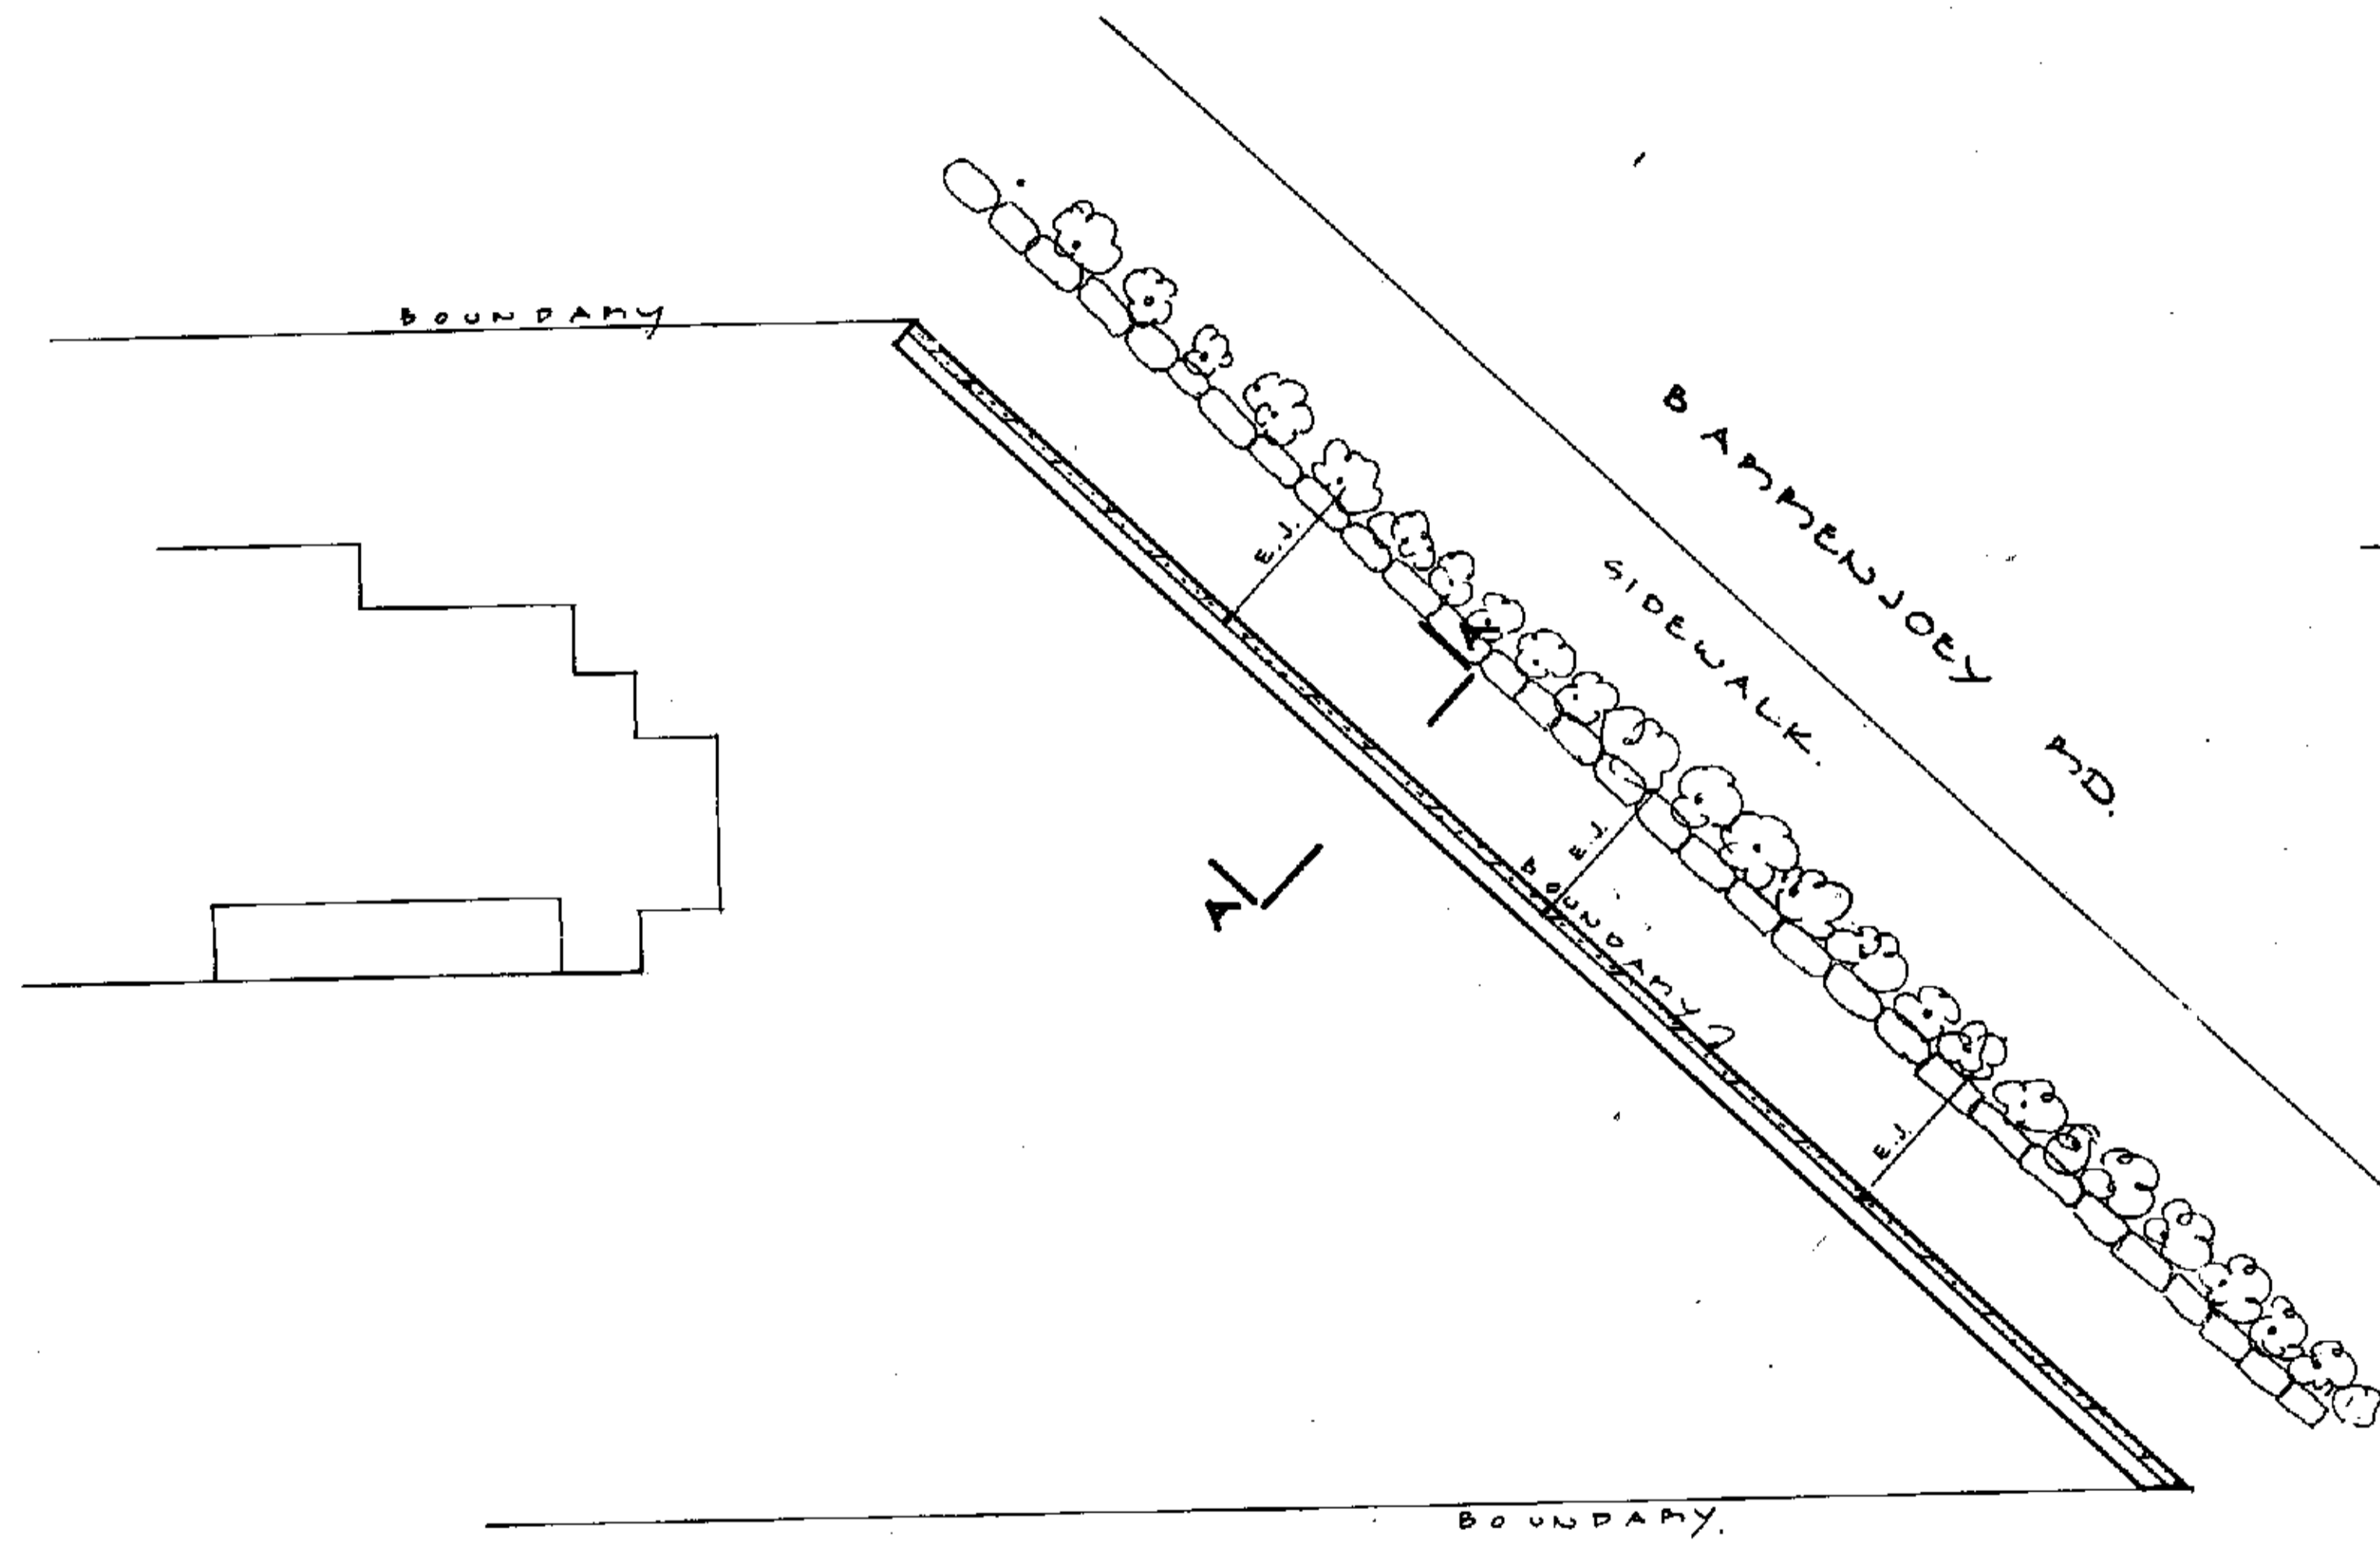 BOUNDARY
BARRENJOEY RD.
SIDEWALK.
E.J.
A
E.J.
A
BOUNDARY
E.J.
BOUNDARY.